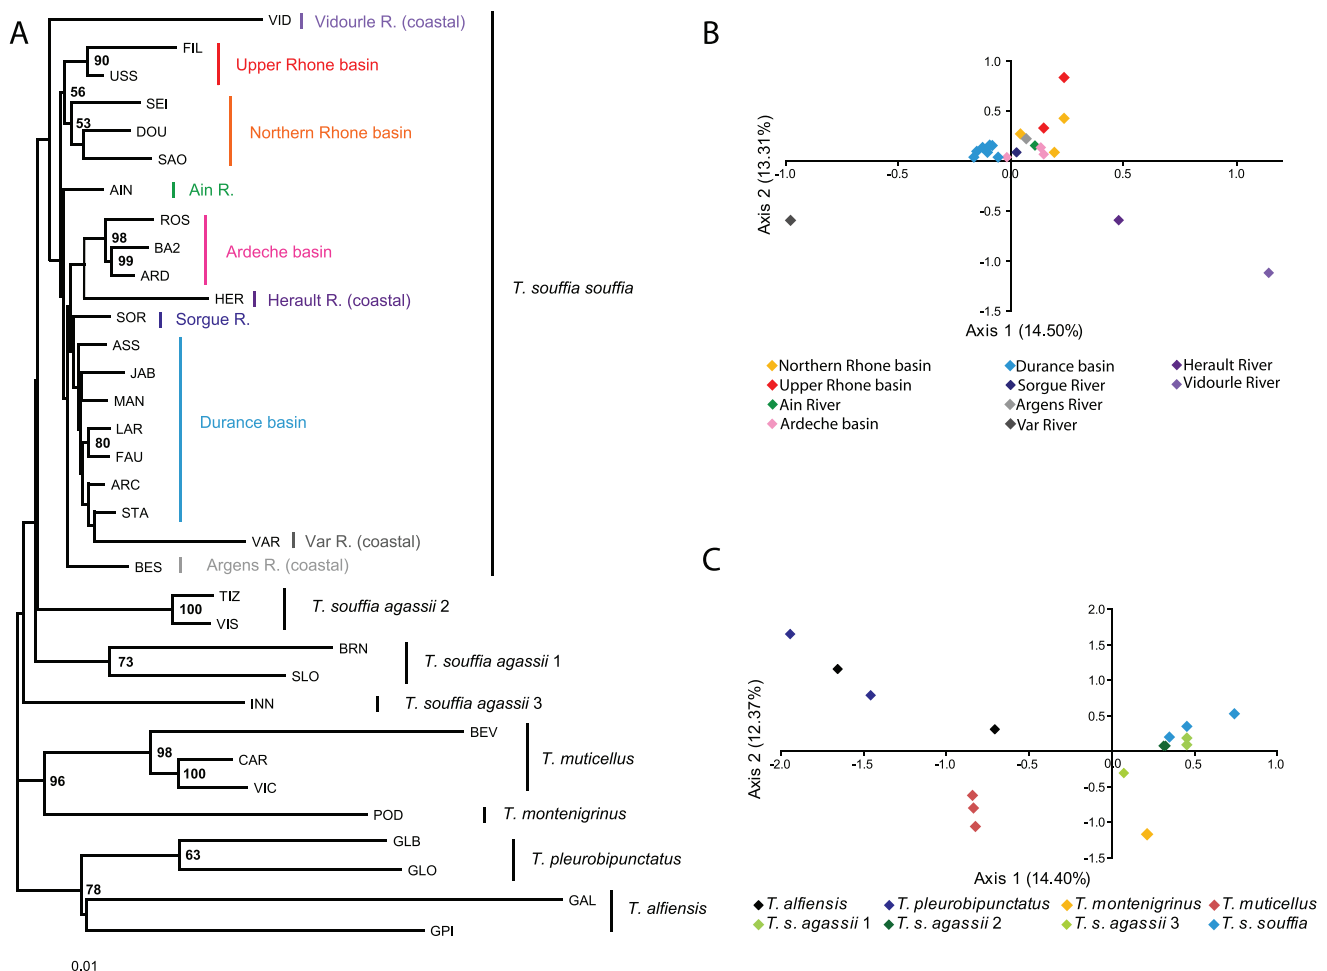 A
VID
Vidourle R. (coastal)
FIL
90
Upper Rhone basin
USS
56
SEI
53
DOU
Northern Rhone basin
SAO
AIN
Ain R.
ROS
98
BA2
Ardeche basin
99
ARD
HER
Herault R. (coastal)
T. souffia souffia
SOR
Sorgue R.
ASS
JAB
MAN
LAR
Durance basin
80
FAU
ARC
STA
VAR
Var R. (coastal)
BES
Argens R. (coastal)
TIZ
100
T. souffia agassii 2
VIS
BRN
73
T. souffia agassii 1
SLO
INN
T. souffia agassii 3
BEV
98
CAR
T. muticellus
100
VIC
96
POD
T. montenigrinus
GLB
63
T. pleurobipunctatus
GLO
78
GAL
T. alfiensis
GPI
0.01
B
1.0
0.5
0.0
-0.5
-1.0
-1.5
-1.0
-0.5
0.0
0.5
1.0
Axis 2 (13.31%)
Axis 1 (14.50%)
Northern Rhone basin
Upper Rhone basin
Ain River
Ardeche basin
Durance basin
Sorgue River
Argens River
Var River
Herault River
Vidourle River
C
2.0
1.5
1.0
0.5
0.0
-0.5
-1.0
-1.5
-2.0
-1.5
-1.0
-0.5
0.5
1.0
Axis 2 (12.37%)
Axis 1 (14.40%)
T. alfiensis
T. pleurobipunctatus
T. montenigrinus
T. muticellus
T. s. agassii 1
T. s. agassii 2
T. s. agassii 3
T. s. souffia